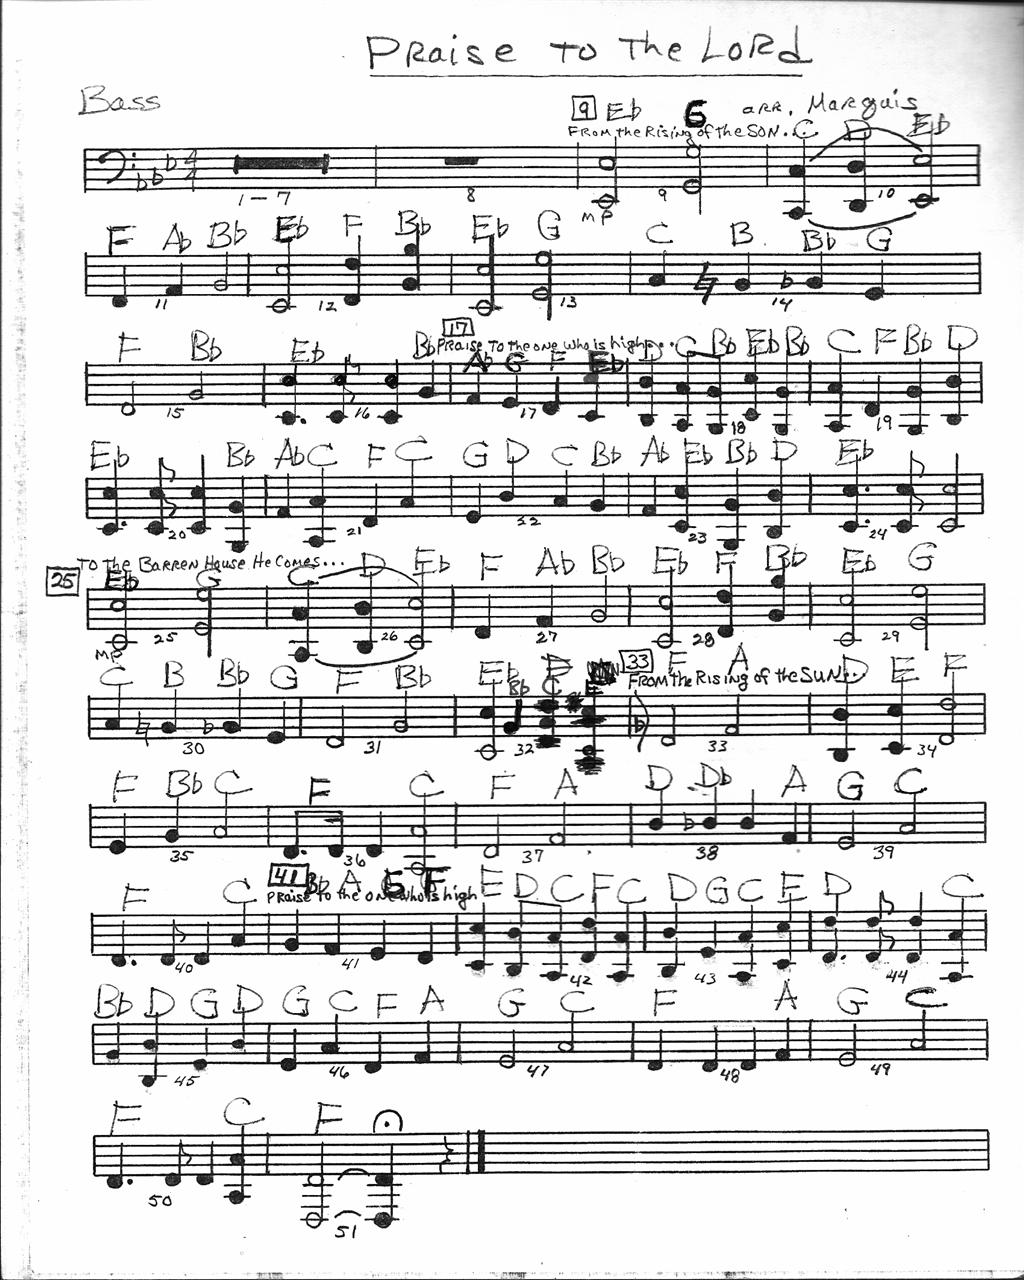 PRaise TO The LORd
Bass
9 Eb G arr. Marquis
FROM the Rising of the SUN... C D Eb
1-7 8 9 10
mp
F Ab Bb Eb F Bb Eb G C B Bb G
11 12 13 14
17
F Bb Eb Bb PRaise To the one who is high...
Ab G F Eb D C Bb Eb Bb C F Bb D
15 16 17 18 19
Eb Bb Ab C F C G D C Bb Ab Eb Bb D Eb
20 21 22 23 24
TO THE BARREN House He Comes...
25 Eb G C D Eb F Ab Bb Eb F Bb Eb G
25 26 27 28 29
mp
33
C B Bb G F Bb Eb Bb C F A D E F
FROM the Rising of the SUN...
30 31 32 33 34
F Bb C F C F A D Db A G C
35 36 37 38 39
41
F C Bb A G F E D C F C D G C E D C
PRaise to the one who is high
40 41 42 43 44
Bb D G D G C F A G C F A G C
45 46 47 48 49
F C F
50 51